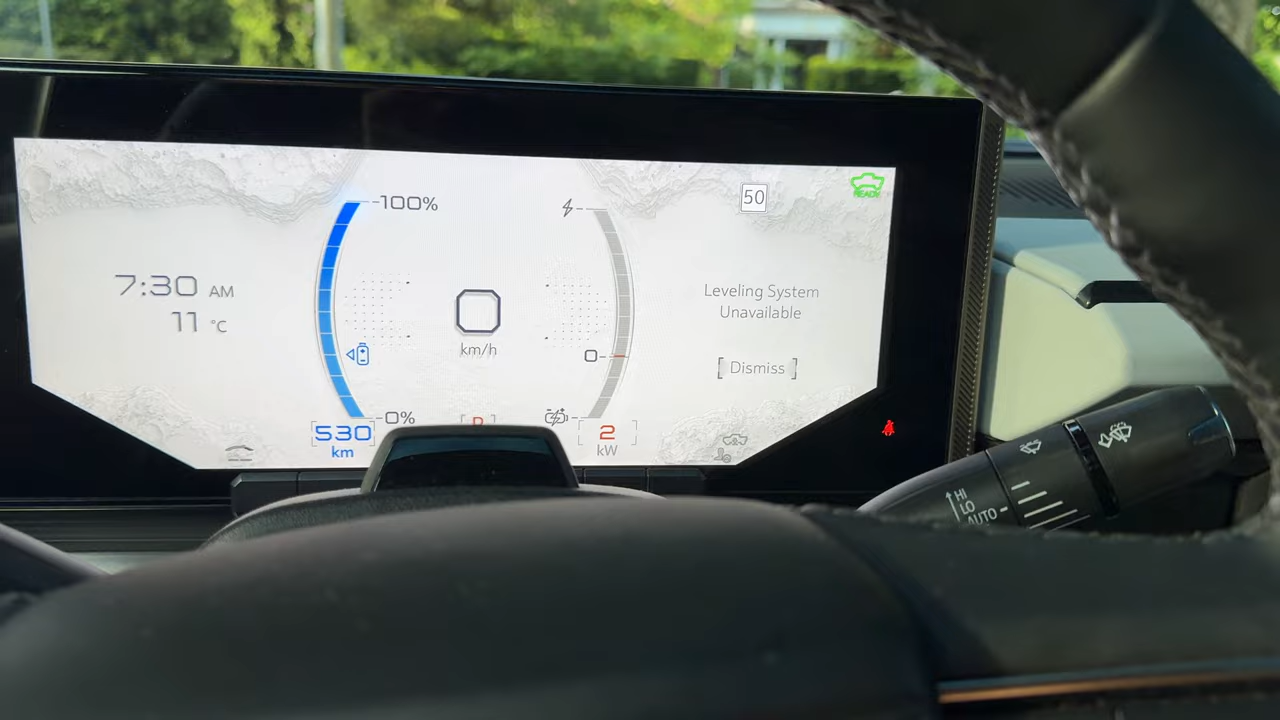 100%
50
READY
7:30 AM
11 °C
0
km/h
0
Leveling System
Unavailable
[ Dismiss ]
0%
530
km
2
kW
HI
LO
AUTO